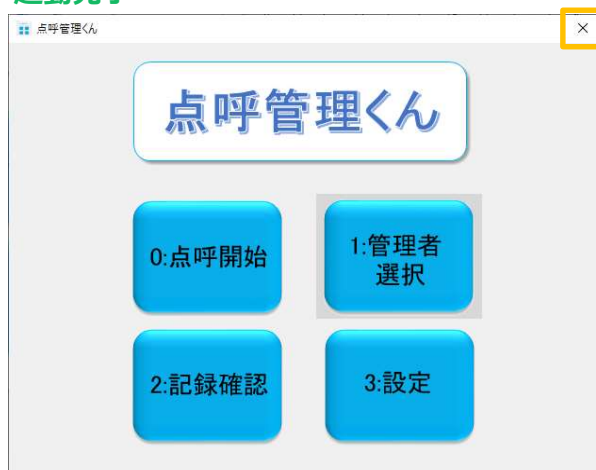 点呼管理くん
×
点呼管理くん
0:点呼開始
1:管理者
選択
2:記録確認
3:設定